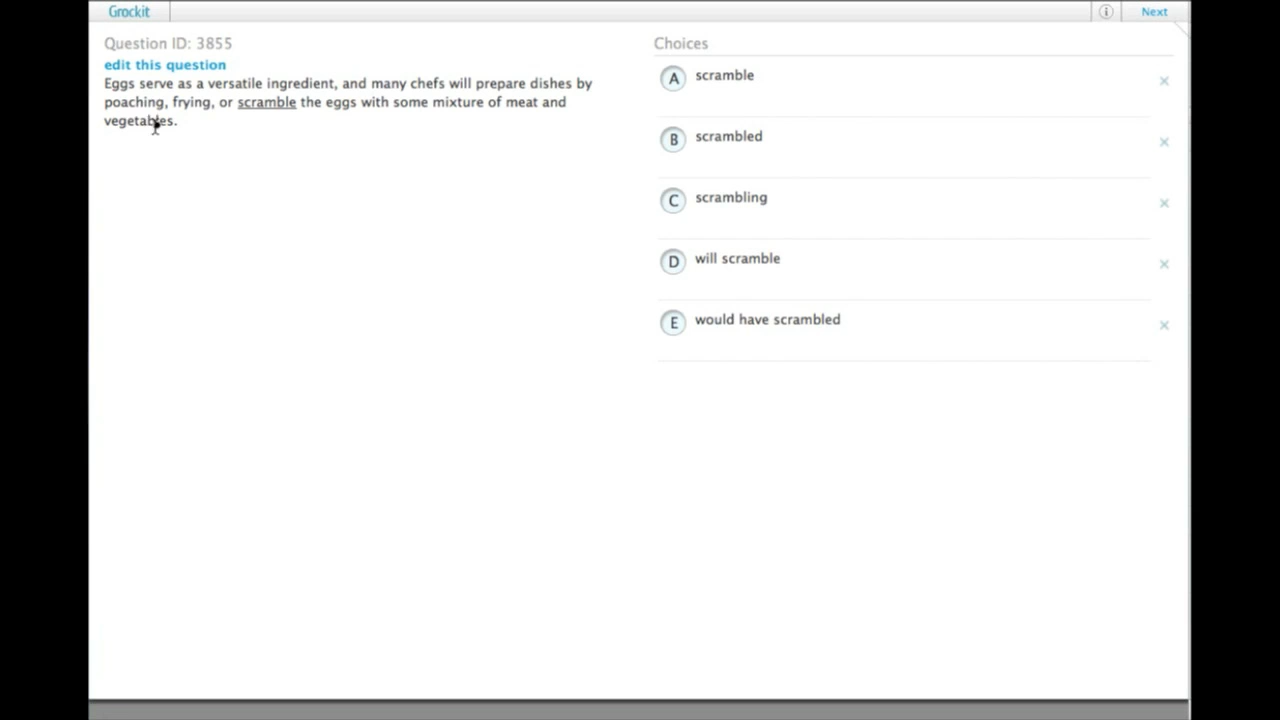 Grockit
Next
Question ID: 3855
edit this question
Eggs serve as a versatile ingredient, and many chefs will prepare dishes by
poaching, frying, or scramble the eggs with some mixture of meat and
vegetables.
Choices
A scramble
B scrambled
C scrambling
D will scramble
E would have scrambled